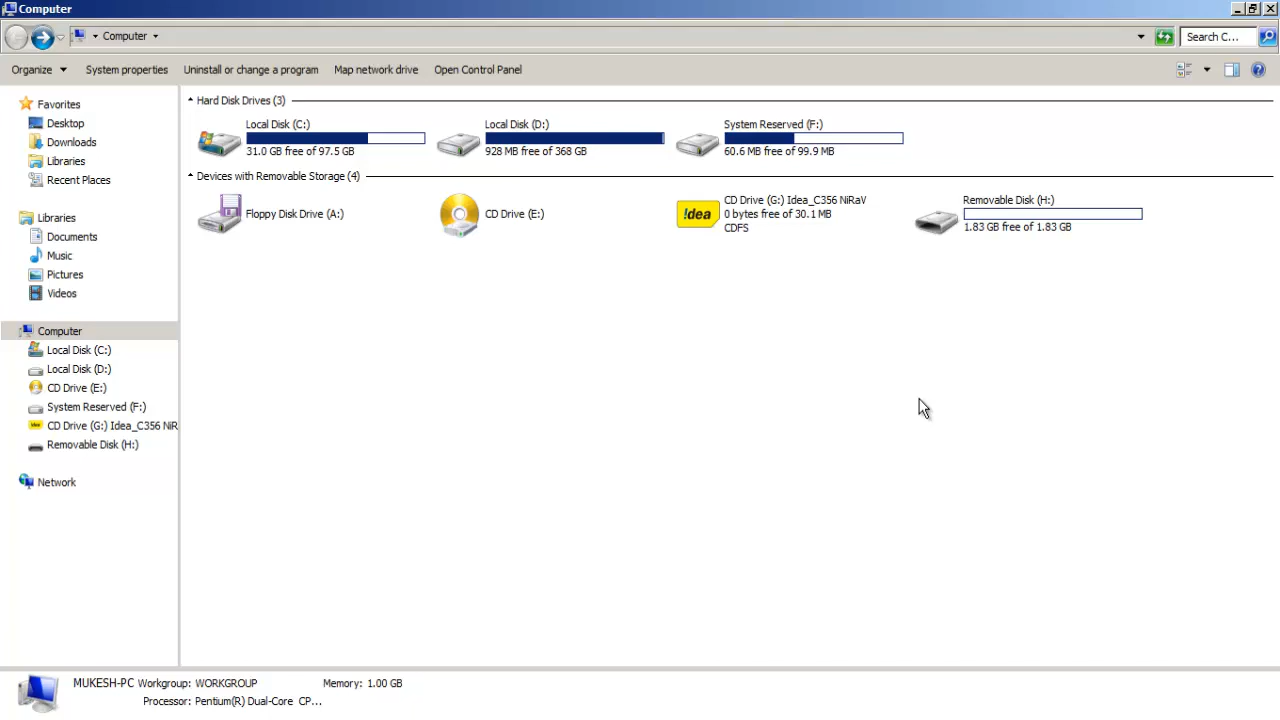 Computer
Computer
Search C...
Organize
System properties
Uninstall or change a program
Map network drive
Open Control Panel
Favorites
Desktop
Downloads
Libraries
Recent Places
Libraries
Documents
Music
Pictures
Videos
Computer
Local Disk (C:)
Local Disk (D:)
CD Drive (E:)
System Reserved (F:)
CD Drive (G:) Idea_C356 NiR
Removable Disk (H:)
Network
Hard Disk Drives (3)
Local Disk (C:)
31.0 GB free of 97.5 GB
Local Disk (D:)
928 MB free of 368 GB
System Reserved (F:)
60.6 MB free of 99.9 MB
Devices with Removable Storage (4)
Floppy Disk Drive (A:)
CD Drive (E:)
!dea
CD Drive (G:) Idea_C356 NiRaV
0 bytes free of 30.1 MB
CDFS
Removable Disk (H:)
1.83 GB free of 1.83 GB
MUKESH-PC Workgroup: WORKGROUP Memory: 1.00 GB
Processor: Pentium(R) Dual-Core CP...